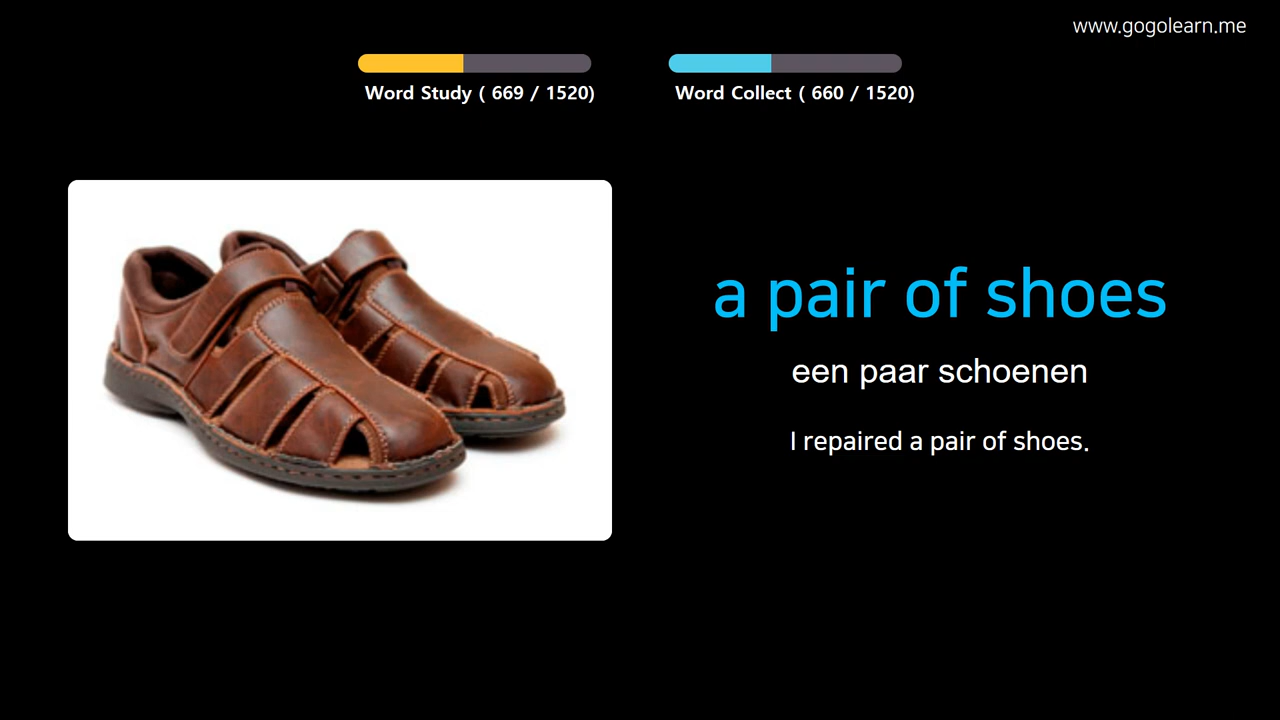 www.gogolearn.me
Word Study ( 669 / 1520)
Word Collect ( 660 / 1520)
a pair of shoes
een paar schoenen
I repaired a pair of shoes.